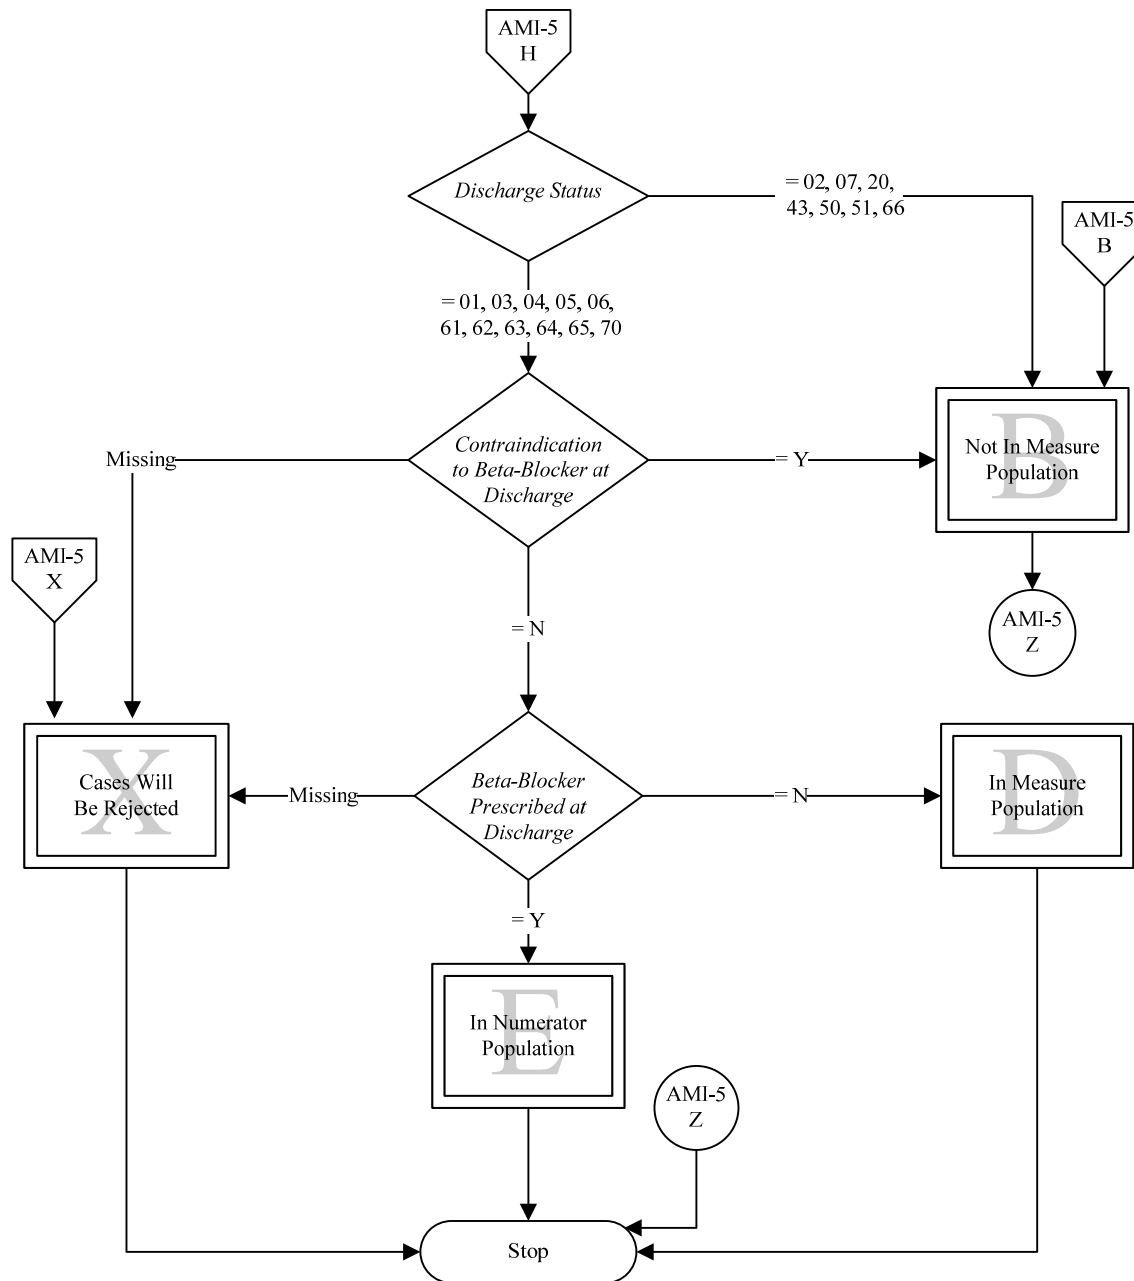 AMI-5
H
Discharge Status
= 02, 07, 20,
43, 50, 51, 66
AMI-5
B
= 01, 03, 04, 05, 06,
61, 62, 63, 64, 65, 70
Missing
Contraindication
to Beta-Blocker at
Discharge
= Y
B
Not In Measure
Population
AMI-5
X
= N
AMI-5
Z
X
Cases Will
Be Rejected
Missing
Beta-Blocker
Prescribed at
Discharge
= N
D
In Measure
Population
= Y
E
In Numerator
Population
AMI-5
Z
Stop